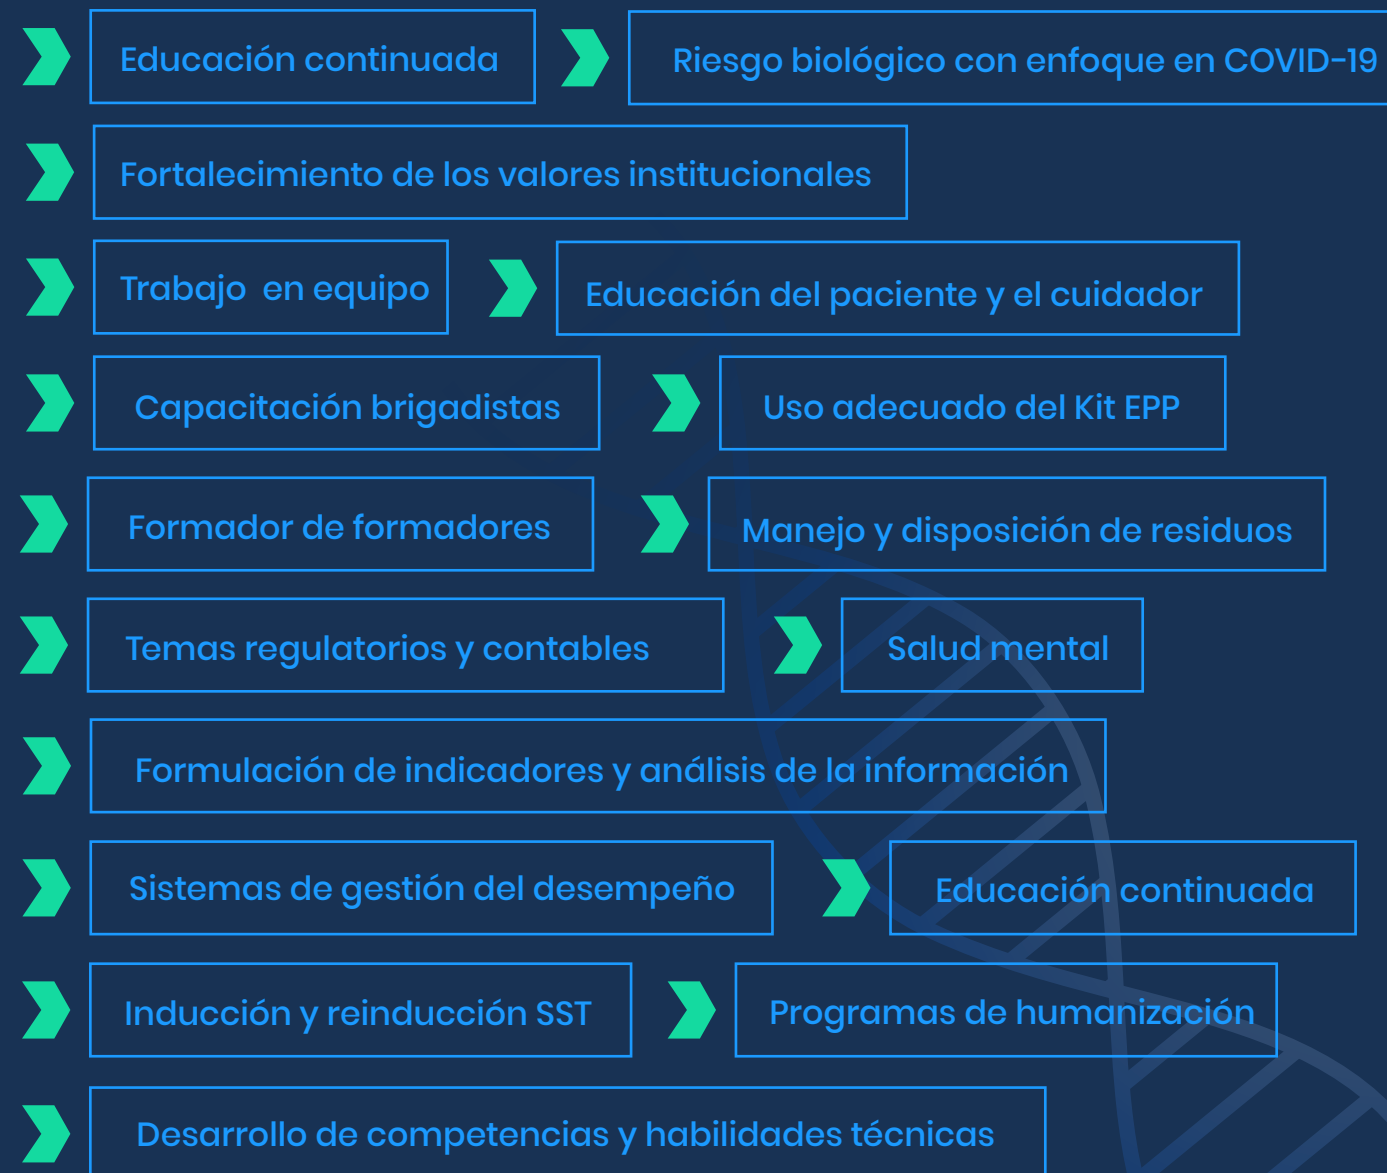 Educación continuada
Riesgo biológico con enfoque en COVID-19
Fortalecimiento de los valores institucionales
Trabajo en equipo
Educación del paciente y el cuidador
Capacitación brigadistas
Uso adecuado del Kit EPP
Formador de formadores
Manejo y disposición de residuos
Temas regulatorios y contables
Salud mental
Formulación de indicadores y análisis de la información
Sistemas de gestión del desempeño
Educación continuada
Inducción y reinducción SST
Programas de humanización
Desarrollo de competencias y habilidades técnicas